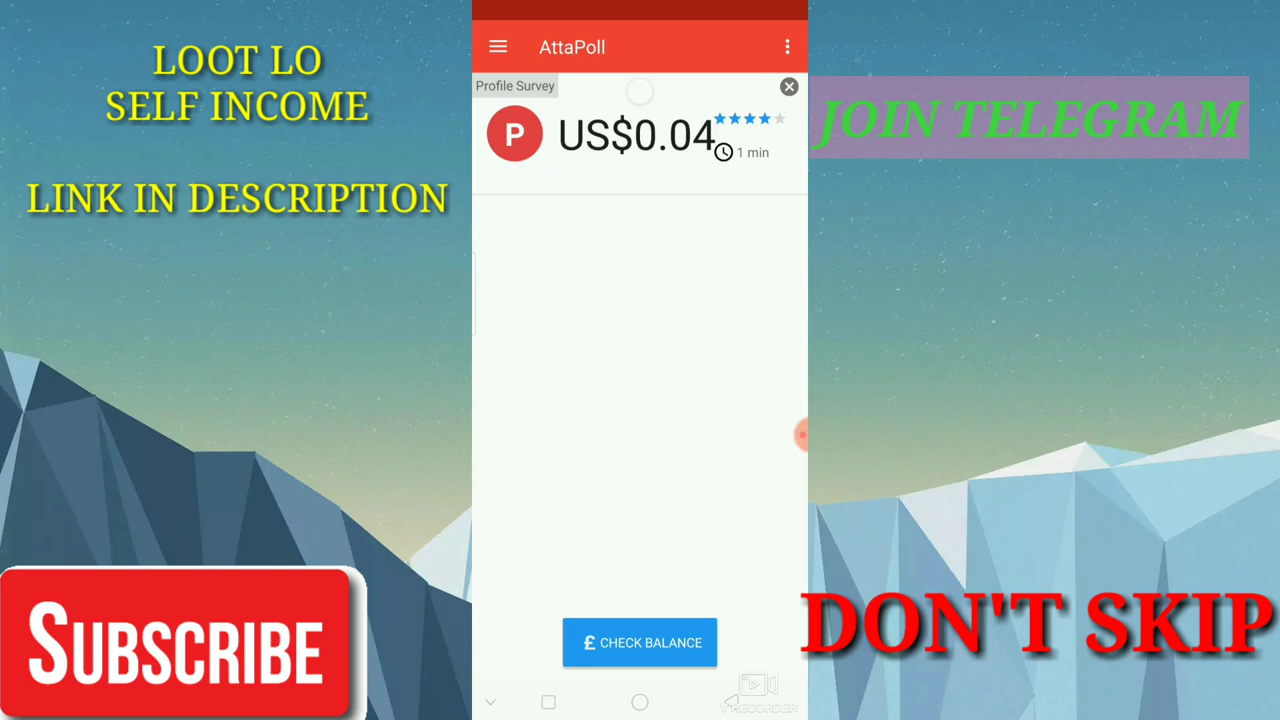 LOOT LO
SELF INCOME
LINK IN DESCRIPTION
SUBSCRIBE
AttaPoll
Profile Survey
P
US$0.04
1 min
£ CHECK BALANCE
V RECORDER
JOIN TELEGRAM
DON'T SKIP